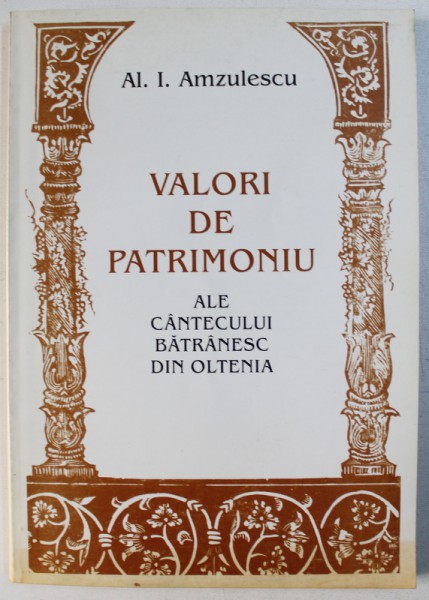 Al. I. Amzulescu
VALORI
DE
PATRIMONIU
ALE
CÂNTECULUI
BĂTRÂNESC
DIN OLTENIA